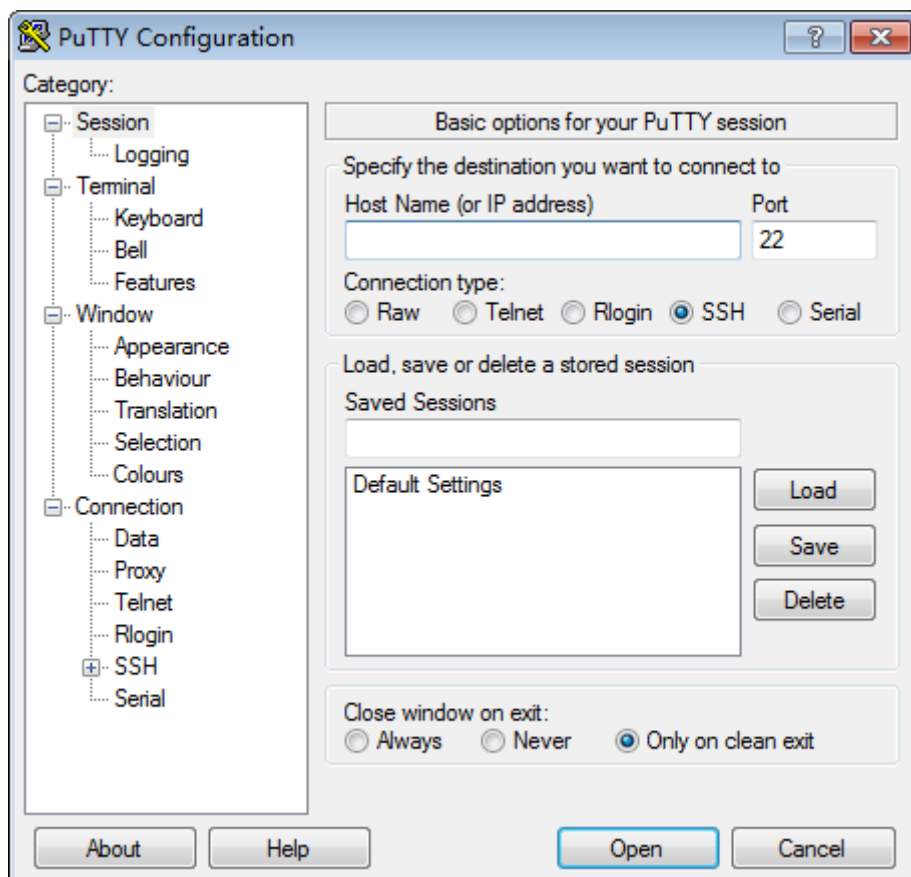 PuTTY Configuration
Category:
Session
Logging
Terminal
Keyboard
Bell
Features
Window
Appearance
Behaviour
Translation
Selection
Colours
Connection
Data
Proxy
Telnet
Rlogin
SSH
Serial
Basic options for your PuTTY session
Specify the destination you want to connect to
Host Name (or IP address) Port
22
Connection type:
Raw Telnet Rlogin SSH Serial
Load, save or delete a stored session
Saved Sessions
Default Settings
Load
Save
Delete
Close window on exit:
Always Never Only on clean exit
About Help Open Cancel